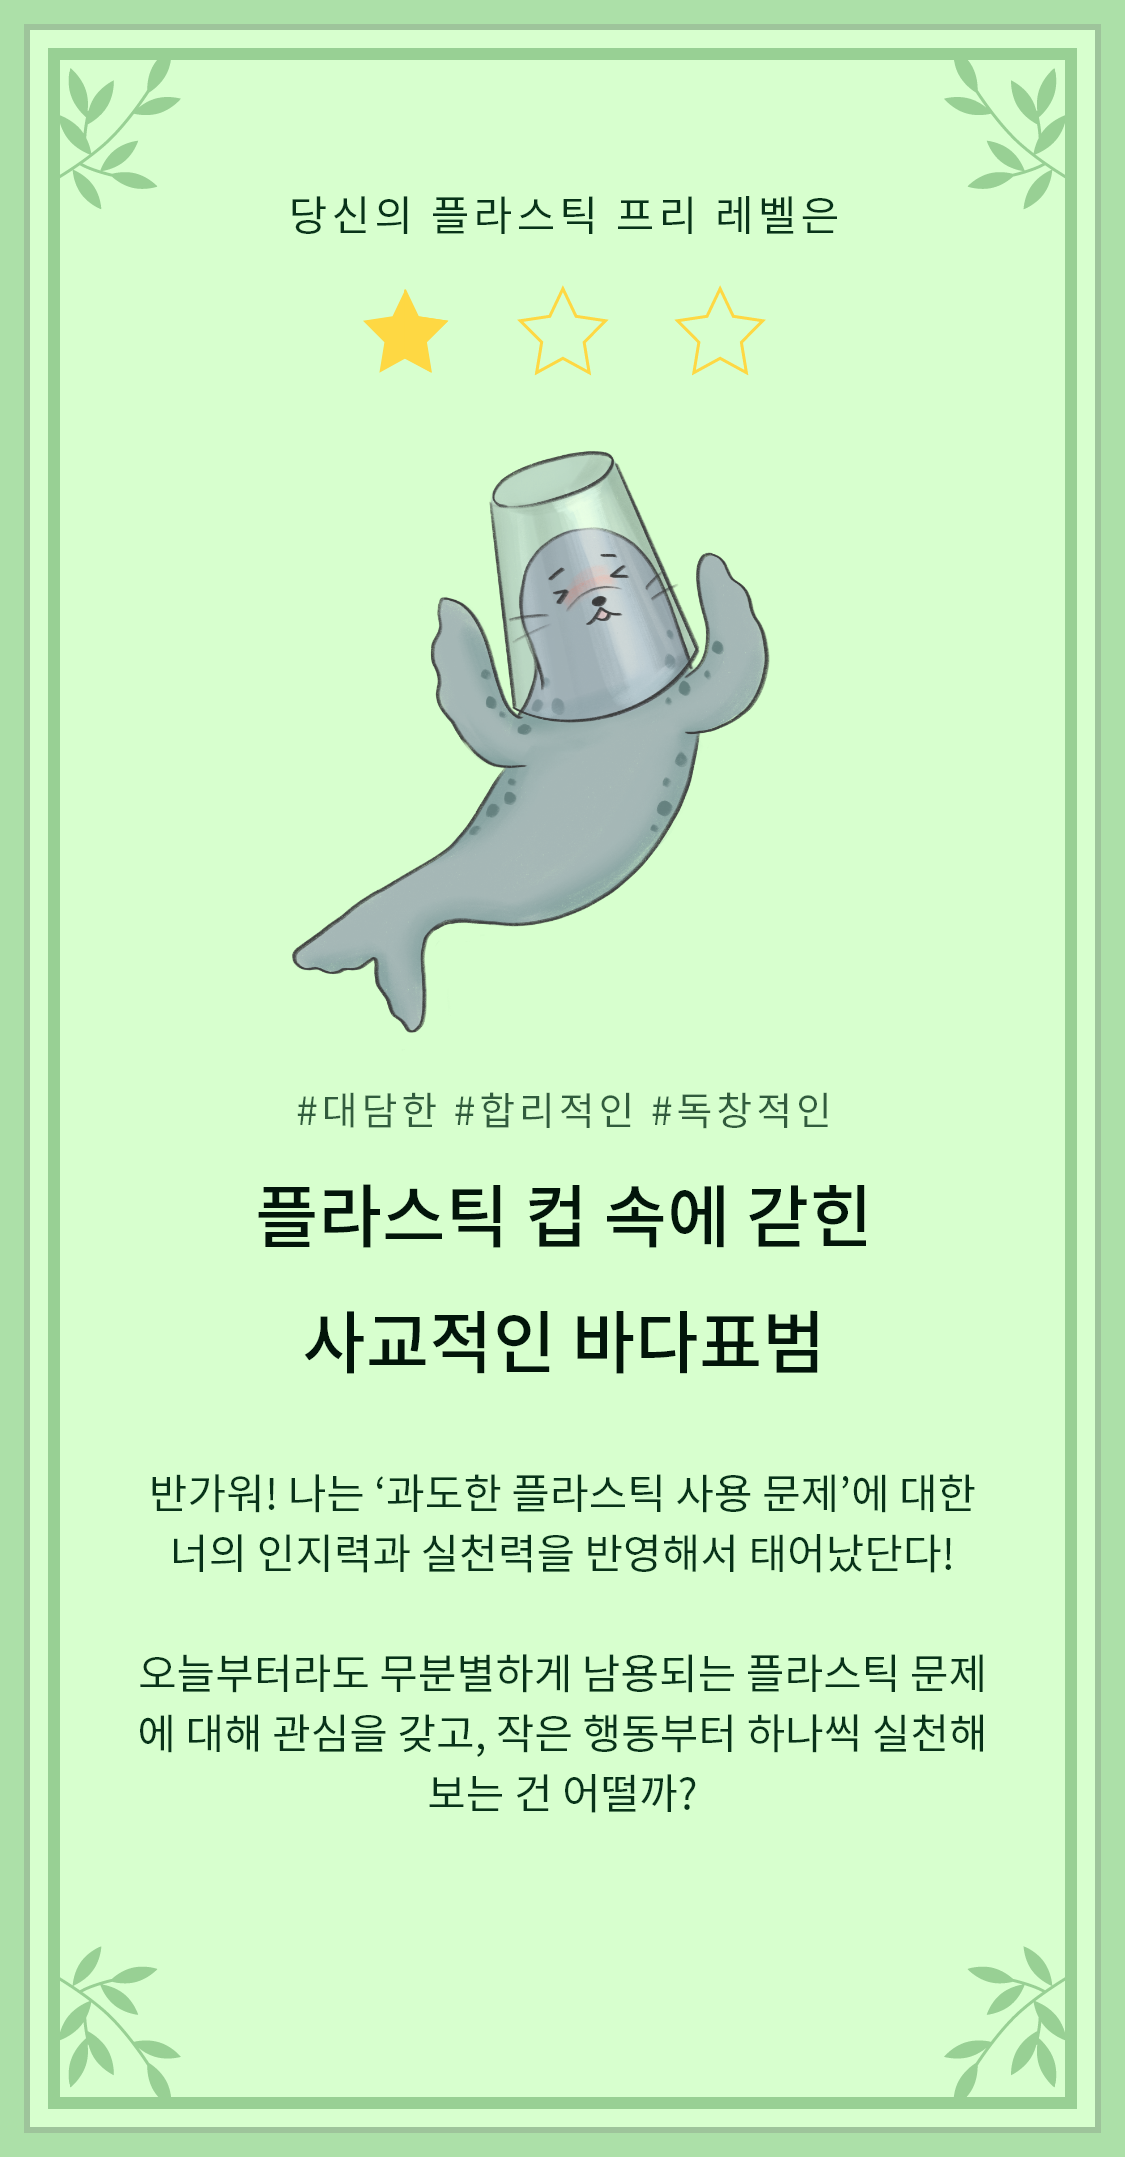 당신의 플라스틱 프리 레벨은
#대담한 #합리적인 #독창적인
플라스틱 컵 속에 갇힌
사교적인 바다표범
반가워! 나는 ‘과도한 플라스틱 사용 문제’에 대한
너의 인지력과 실천력을 반영해서 태어났단다!
오늘부터라도 무분별하게 남용되는 플라스틱 문제
에 대해 관심을 갖고, 작은 행동부터 하나씩 실천해
보는 건 어떨까?